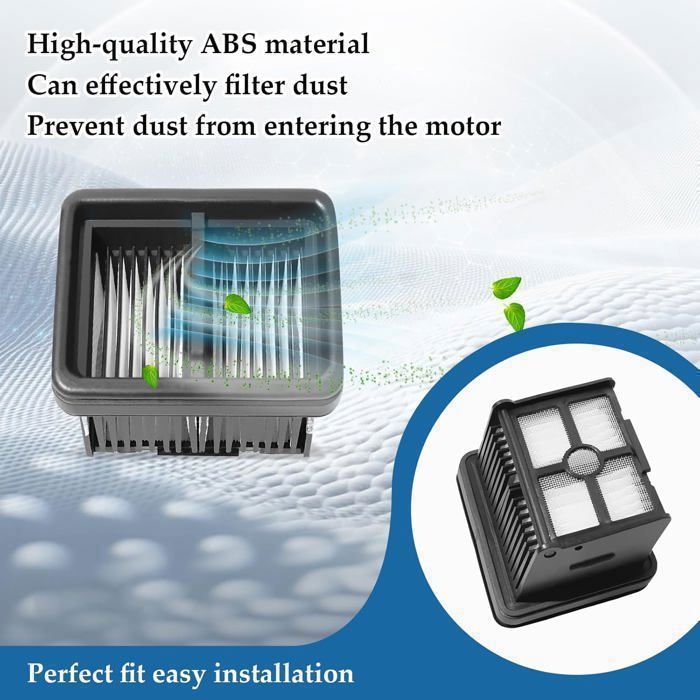 High-quality ABS material
Can effectively filter dust
Prevent dust from entering the motor
Perfect fit easy installation